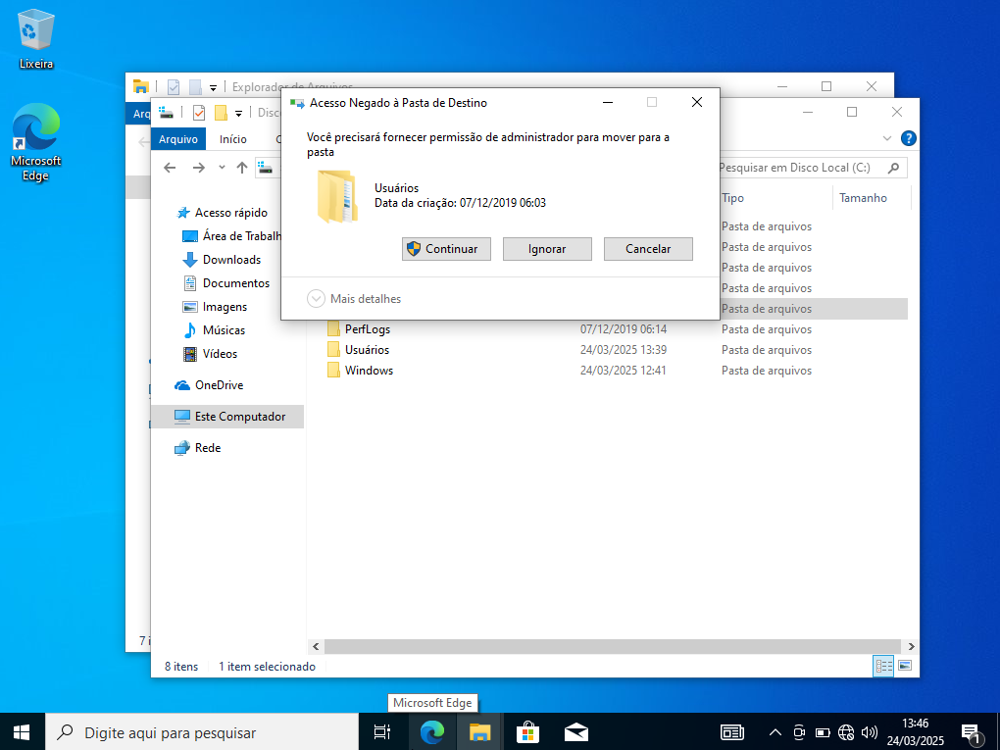 Lixeira
Microsoft
Edge
Explorador de Arquivos
Acesso Negado à Pasta de Destino
Você precisará fornecer permissão de administrador para mover para a
pasta
Usuários
Data da criação: 07/12/2019 06:03
Continuar
Ignorar
Cancelar
Mais detalhes
Arquivo
Início
Pesquisar em Disco Local (C:)
Tipo
Tamanho
Acesso rápido
Área de Trabalh
Downloads
Documentos
Imagens
Músicas
Vídeos
OneDrive
Este Computador
Rede
Pasta de arquivos
Pasta de arquivos
Pasta de arquivos
Pasta de arquivos
Pasta de arquivos
PerfLogs 07/12/2019 06:14 Pasta de arquivos
Usuários 24/03/2025 13:39 Pasta de arquivos
Windows 24/03/2025 12:41 Pasta de arquivos
8 itens 1 item selecionado
Microsoft Edge
Digite aqui para pesquisar
13:46
24/03/2025
1